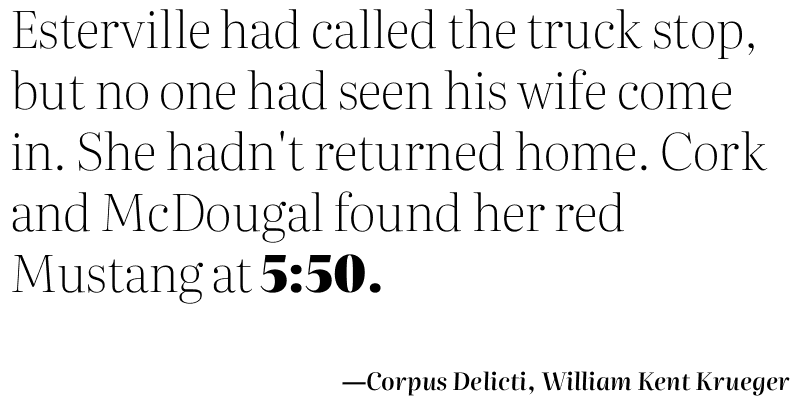 Esterville had called the truck stop,
but no one had seen his wife come
in. She hadn't returned home. Cork
and McDougal found her red
Mustang at 5:50.
—Corpus Delicti, William Kent Krueger